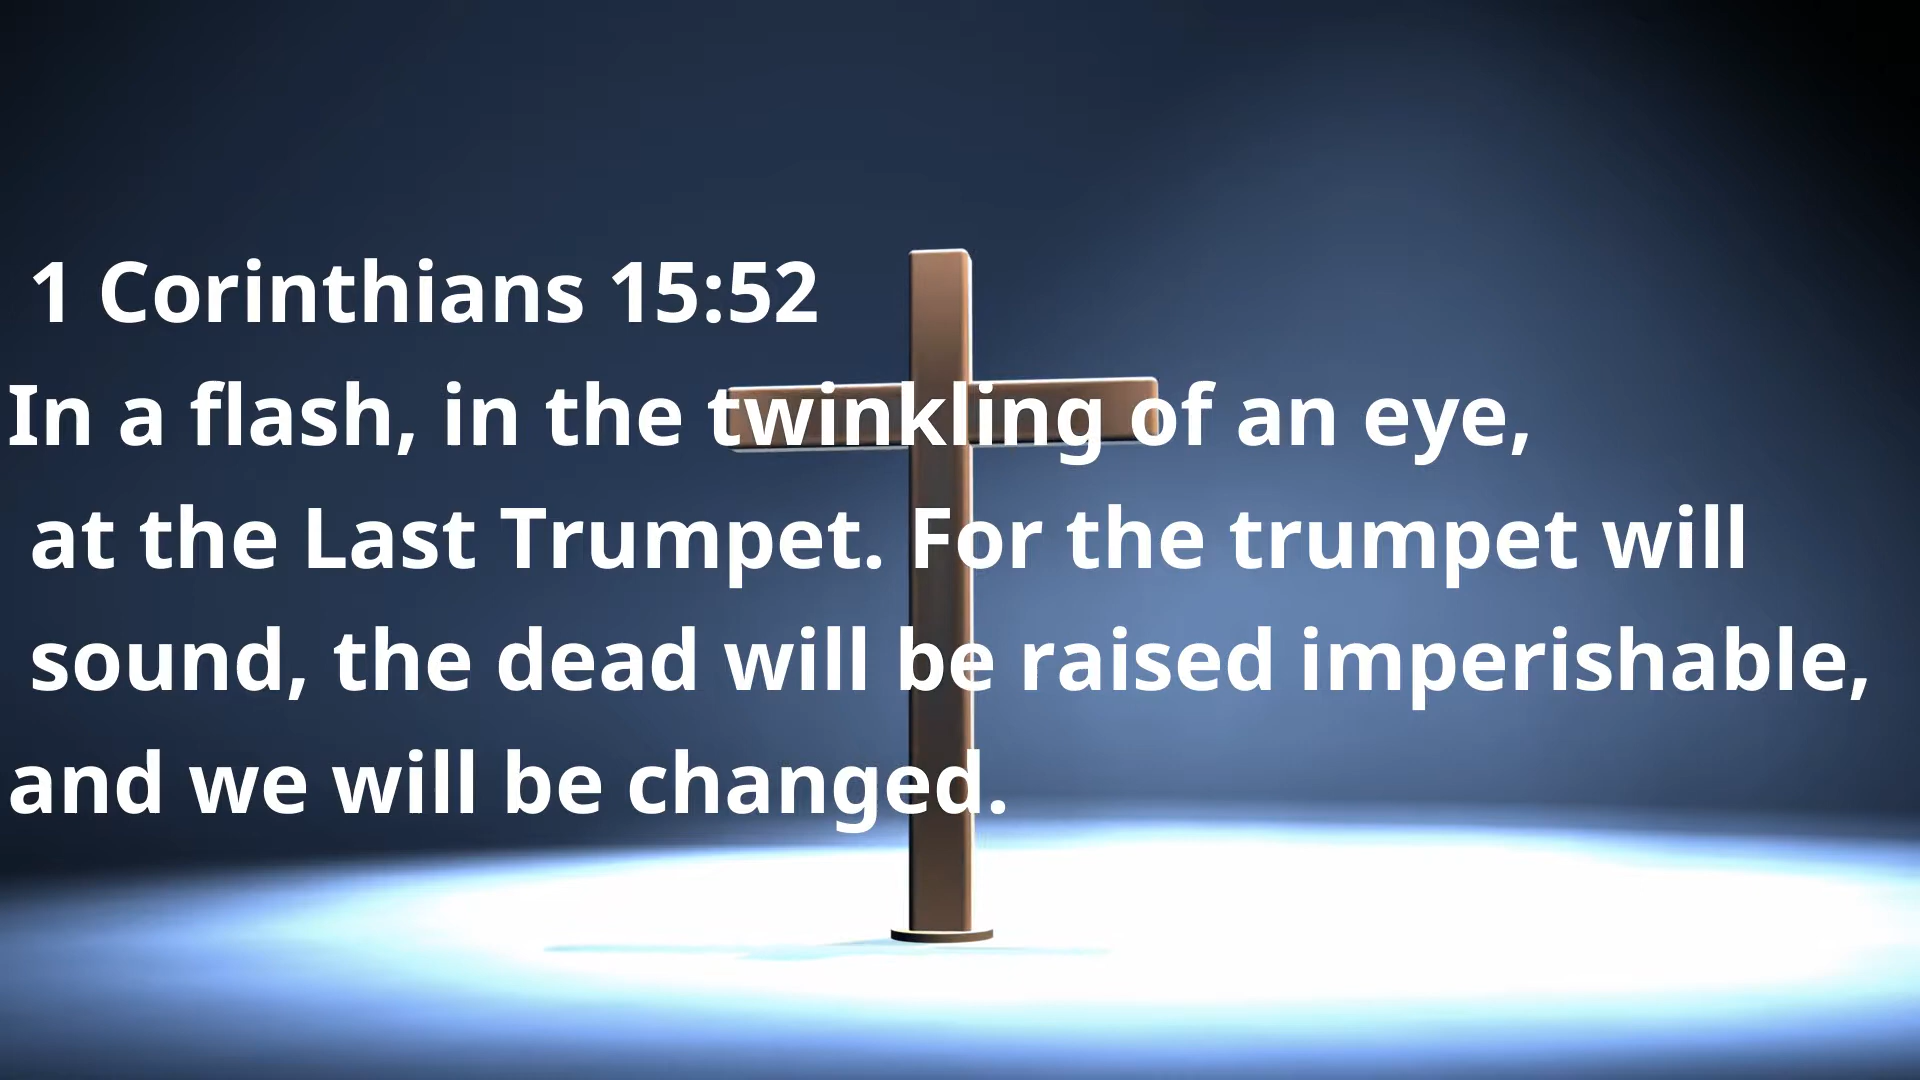 1 Corinthians 15:52
In a flash, in the twinkling of an eye,
at the Last Trumpet. For the trumpet will
sound, the dead will be raised imperishable,
and we will be changed.